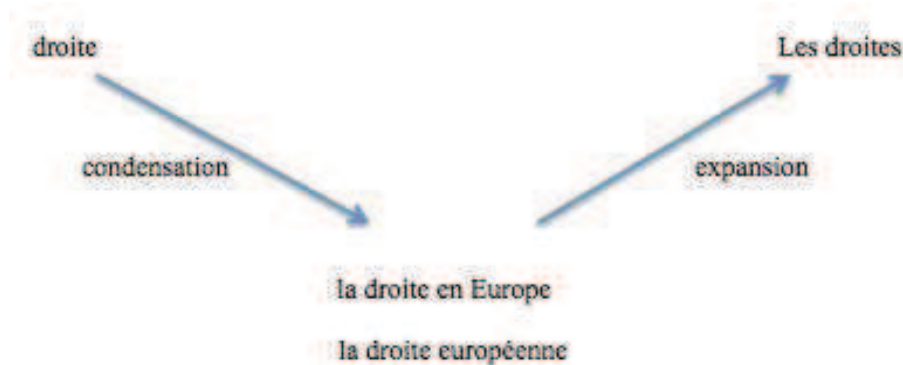 droite
Les droites
condensation
expansion
la droite en Europe
la droite européenne